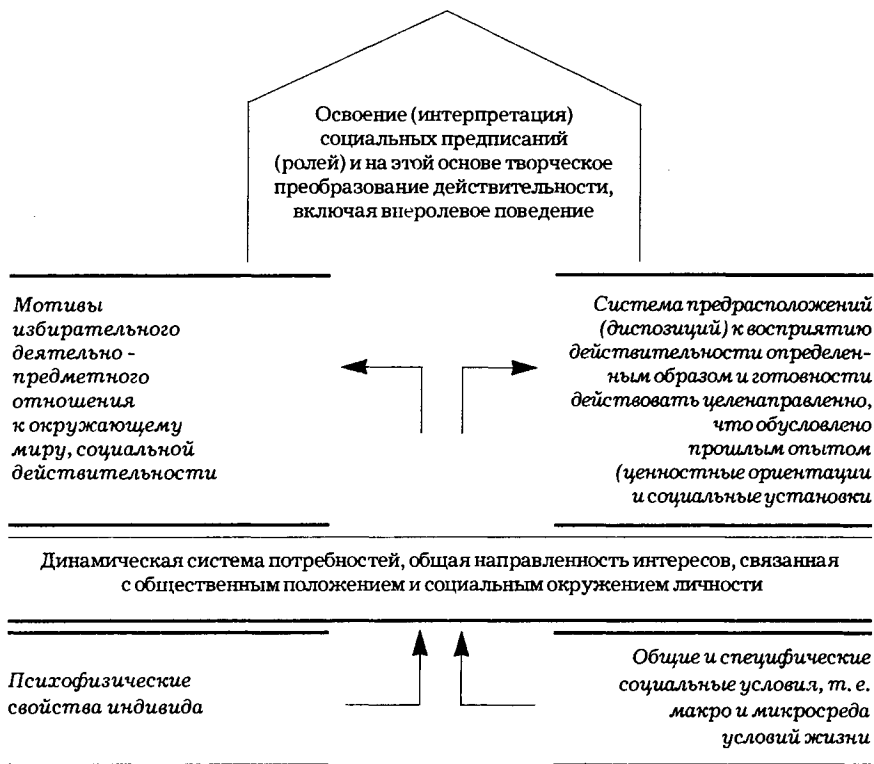 Освоение (интерпретация)
социальных предписаний
(ролей) и на этой основе творческое
преобразование действительности,
включая внеролевое поведение
Мотивы
избирательного
деятельно -
предметного
отношения
к окружающему
миру, социальной
действительности
Система предрасположений
(диспозиций) к восприятию
действительности определен-
ным образом и готовности
действовать целенаправленно,
что обусловлено
прошлым опытом
(ценностные ориентации
и социальные установки
Динамическая система потребностей, общая направленность интересов, связанная
с общественным положением и социальным окружением личности
Психофизические
свойства индивида
Общие и специфические
социальные условия, т. е.
макро и микросреда
условий жизни